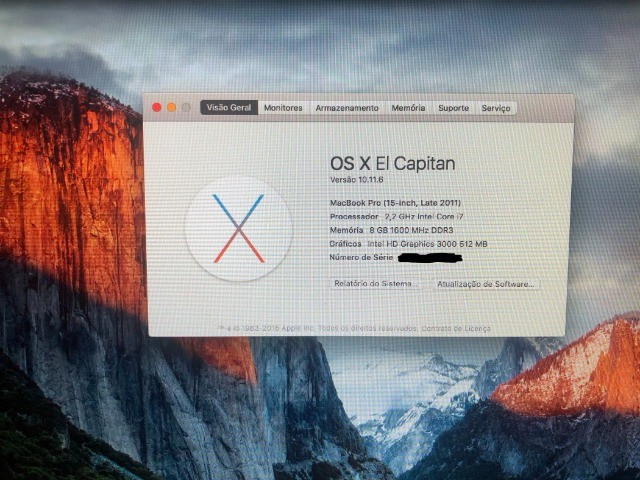 Visão Geral Monitores Armazenamento Memória Suporte Serviço
OS X El Capitan
Versão 10.11.6
MacBook Pro (15-inch, Late 2011)
Processador 2,2 GHz Intel Core i7
Memória 8 GB 1600 MHz DDR3
Gráficos Intel HD Graphics 3000 512 MB
Número de Série
Relatório do Sistema... Atualização de Software...
™ e © 1983-2016 Apple Inc. Todos os direitos reservados. Contrato de Licença